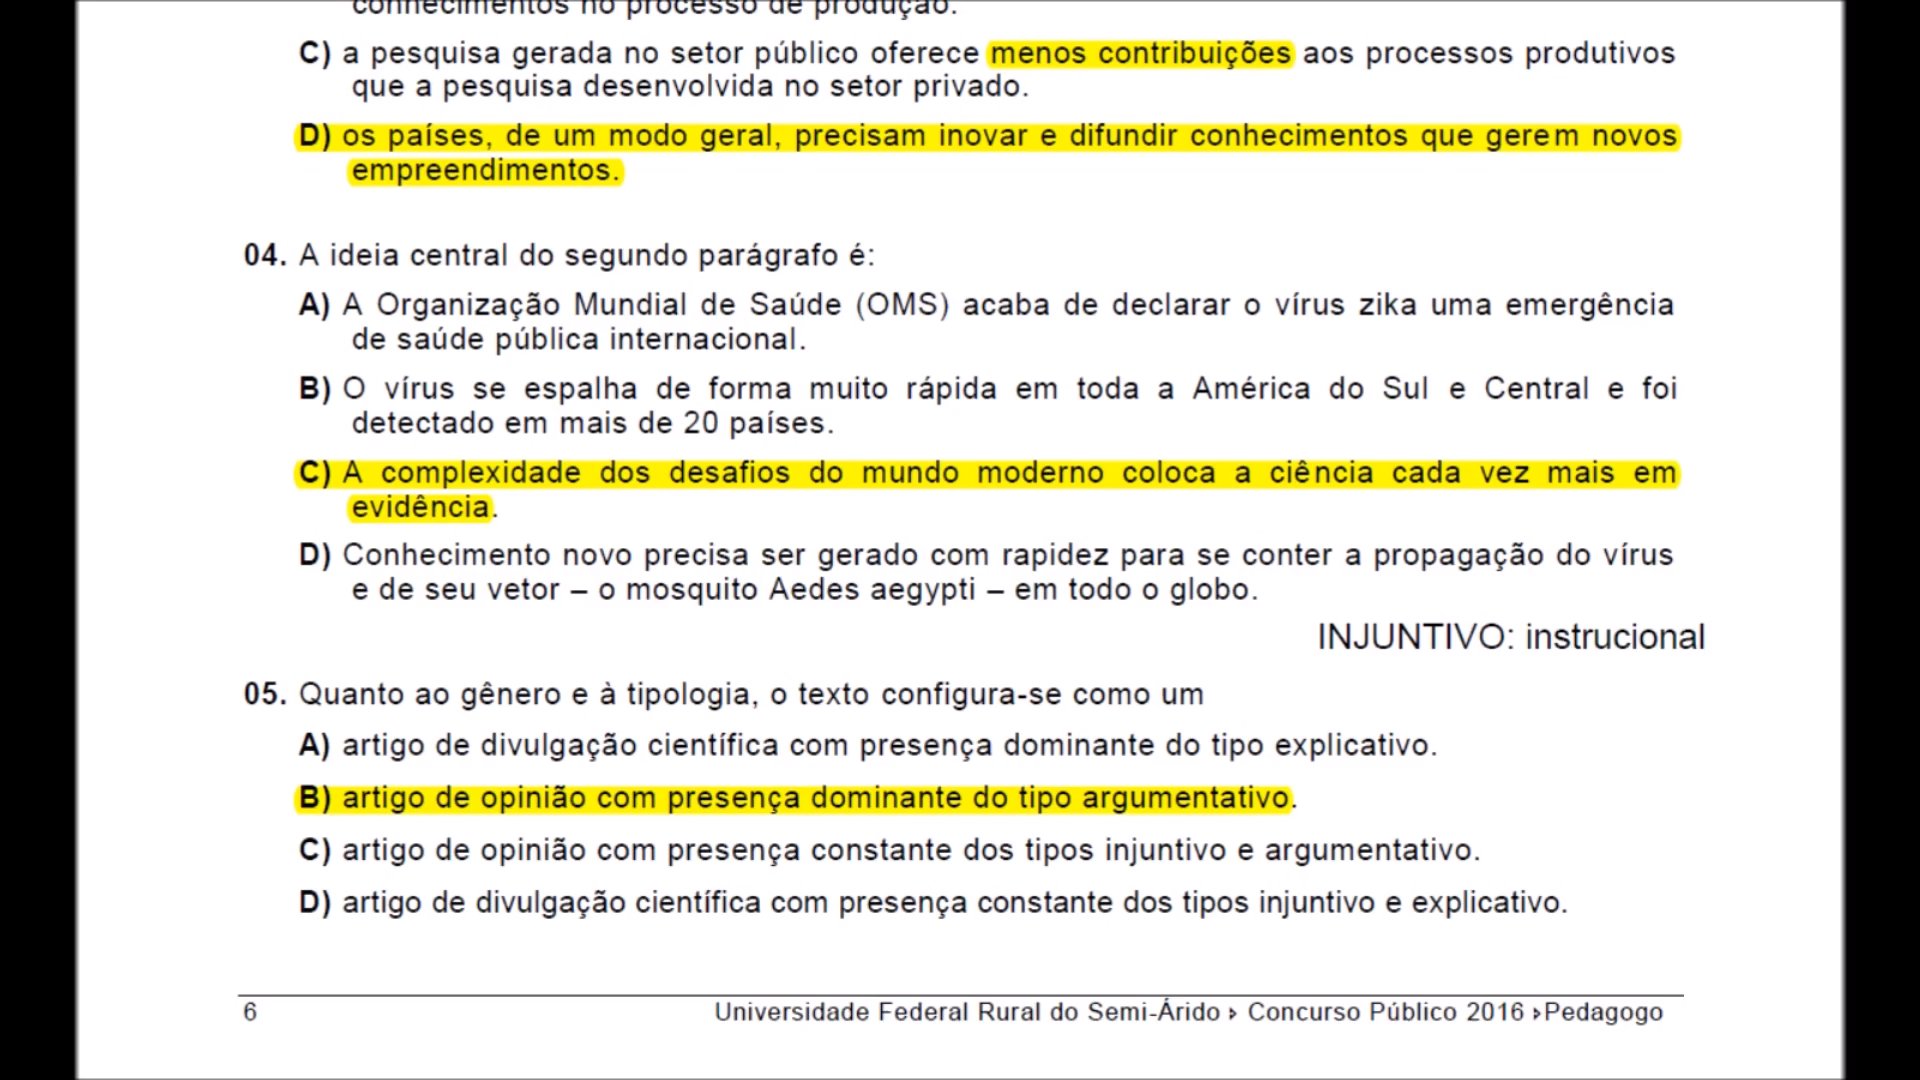 conhecimentos no processo de produção.
C) a pesquisa gerada no setor público oferece menos contribuições aos processos produtivos
que a pesquisa desenvolvida no setor privado.
D) os países, de um modo geral, precisam inovar e difundir conhecimentos que gerem novos
empreendimentos.
04. A ideia central do segundo parágrafo é:
A) A Organização Mundial de Saúde (OMS) acaba de declarar o vírus zika uma emergência
de saúde pública internacional.
B) O vírus se espalha de forma muito rápida em toda a América do Sul e Central e foi
detectado em mais de 20 países.
C) A complexidade dos desafios do mundo moderno coloca a ciência cada vez mais em
evidência.
D) Conhecimento novo precisa ser gerado com rapidez para se conter a propagação do vírus
e de seu vetor – o mosquito Aedes aegypti – em todo o globo.
INJUNTIVO: instrucional
05. Quanto ao gênero e à tipologia, o texto configura-se como um
A) artigo de divulgação científica com presença dominante do tipo explicativo.
B) artigo de opinião com presença dominante do tipo argumentativo.
C) artigo de opinião com presença constante dos tipos injuntivo e argumentativo.
D) artigo de divulgação científica com presença constante dos tipos injuntivo e explicativo.
6 Universidade Federal Rural do Semi-Árido › Concurso Público 2016 ›Pedagogo